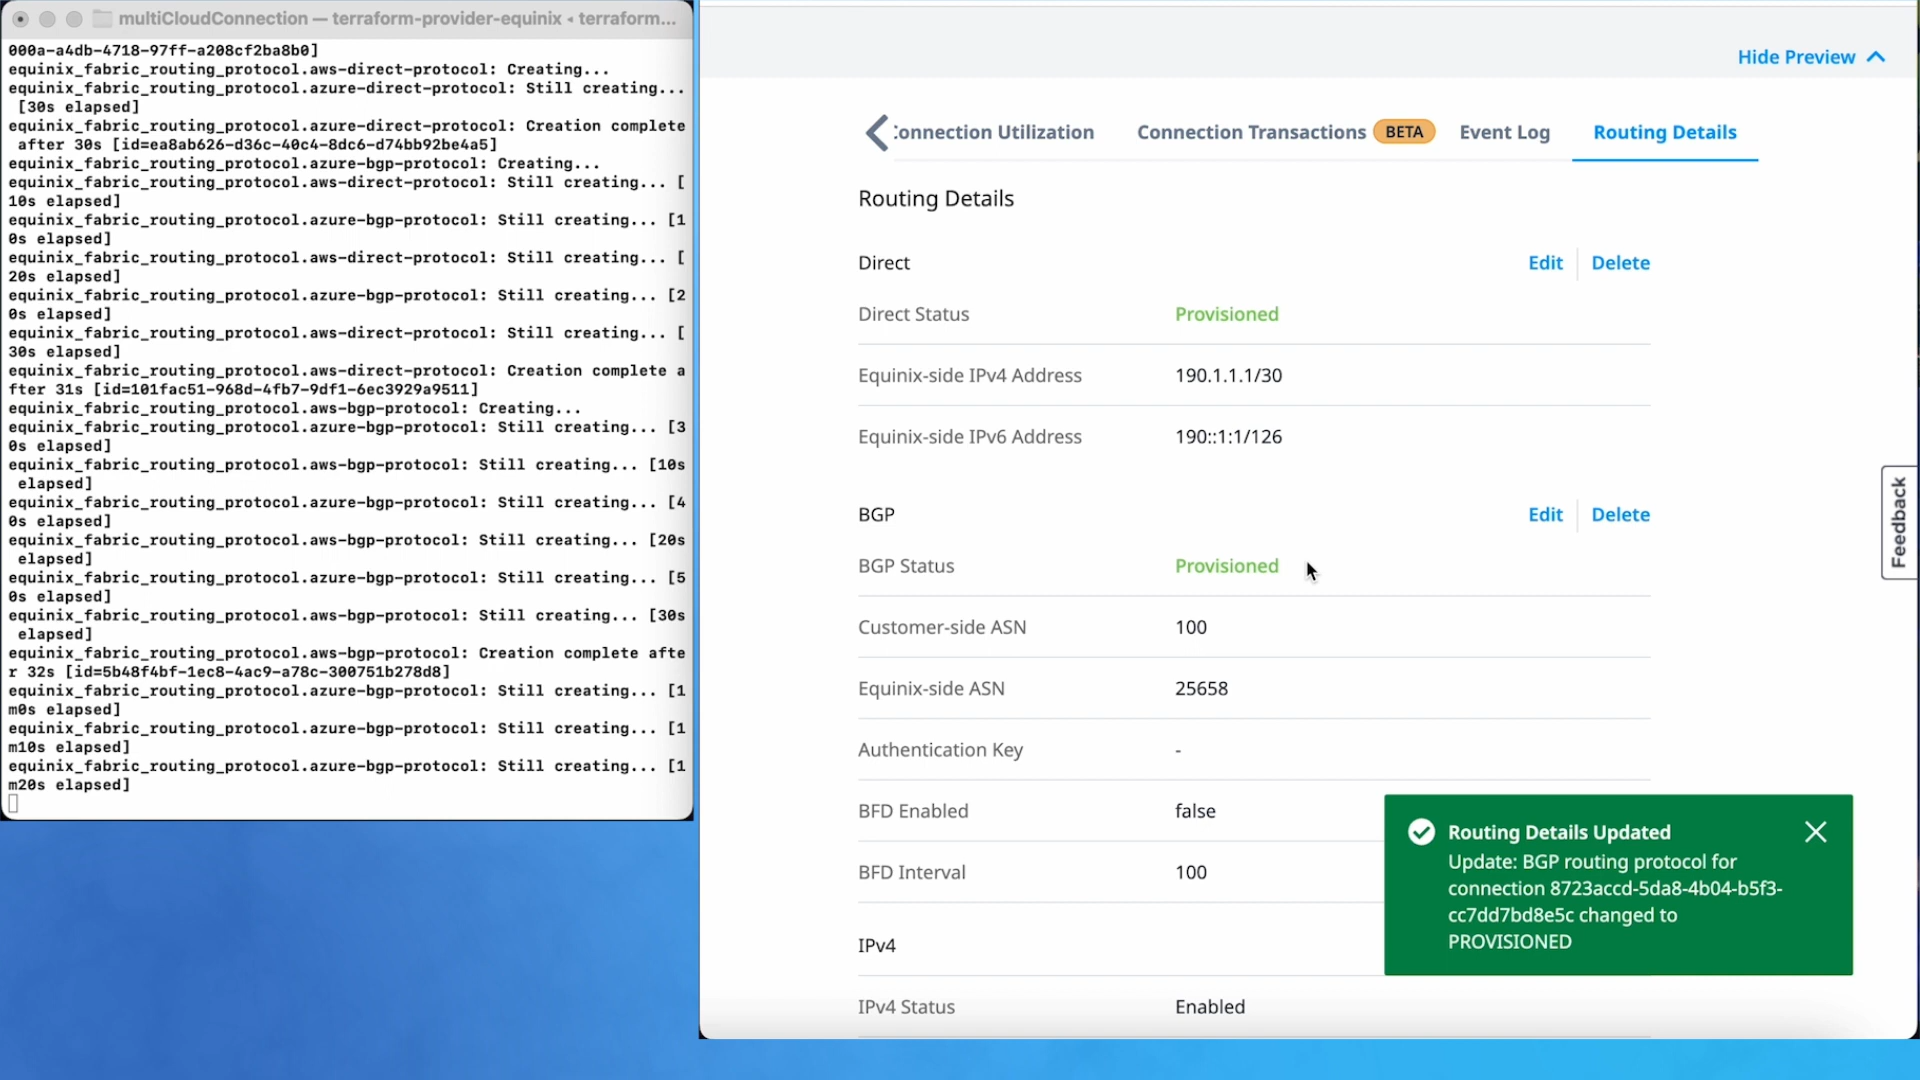 multiCloudConnection — terraform-provider-equinix ◂ terraform...
000a-a4db-4718-97ff-a208cf2ba8b0]
equinix_fabric_routing_protocol.aws-direct-protocol: Creating...
equinix_fabric_routing_protocol.azure-direct-protocol: Still creating...
[30s elapsed]
equinix_fabric_routing_protocol.azure-direct-protocol: Creation complete
after 30s [id=ea8ab626-d36c-40c4-8dc6-d74bb92be4a5]
equinix_fabric_routing_protocol.azure-bgp-protocol: Creating...
equinix_fabric_routing_protocol.aws-direct-protocol: Still creating... [
10s elapsed]
equinix_fabric_routing_protocol.azure-bgp-protocol: Still creating... [1
0s elapsed]
equinix_fabric_routing_protocol.aws-direct-protocol: Still creating... [
20s elapsed]
equinix_fabric_routing_protocol.azure-bgp-protocol: Still creating... [2
0s elapsed]
equinix_fabric_routing_protocol.aws-direct-protocol: Still creating... [
30s elapsed]
equinix_fabric_routing_protocol.aws-direct-protocol: Creation complete a
fter 31s [id=101fac51-968d-4fb7-9df1-6ec3929a9511]
equinix_fabric_routing_protocol.aws-bgp-protocol: Creating...
equinix_fabric_routing_protocol.azure-bgp-protocol: Still creating... [3
0s elapsed]
equinix_fabric_routing_protocol.aws-bgp-protocol: Still creating... [10s
elapsed]
equinix_fabric_routing_protocol.azure-bgp-protocol: Still creating... [4
0s elapsed]
equinix_fabric_routing_protocol.aws-bgp-protocol: Still creating... [20s
elapsed]
equinix_fabric_routing_protocol.azure-bgp-protocol: Still creating... [5
0s elapsed]
equinix_fabric_routing_protocol.aws-bgp-protocol: Still creating... [30s
elapsed]
equinix_fabric_routing_protocol.aws-bgp-protocol: Creation complete afte
r 32s [id=5b48f4bf-1ec8-4ac9-a78c-300751b278d8]
equinix_fabric_routing_protocol.azure-bgp-protocol: Still creating... [1
m0s elapsed]
equinix_fabric_routing_protocol.azure-bgp-protocol: Still creating... [1
m10s elapsed]
equinix_fabric_routing_protocol.azure-bgp-protocol: Still creating... [1
m20s elapsed]
Hide Preview
onnection Utilization Connection Transactions BETA Event Log Routing Details
Routing Details
Direct Edit Delete
Direct Status Provisioned
Equinix-side IPv4 Address 190.1.1.1/30
Equinix-side IPv6 Address 190::1:1/126
BGP Edit Delete
BGP Status Provisioned
Customer-side ASN 100
Equinix-side ASN 25658
Authentication Key -
BFD Enabled false
BFD Interval 100
IPv4
IPv4 Status Enabled
Feedback
Routing Details Updated
Update: BGP routing protocol for
connection 8723accd-5da8-4b04-b5f3-
cc7dd7bd8e5c changed to
PROVISIONED